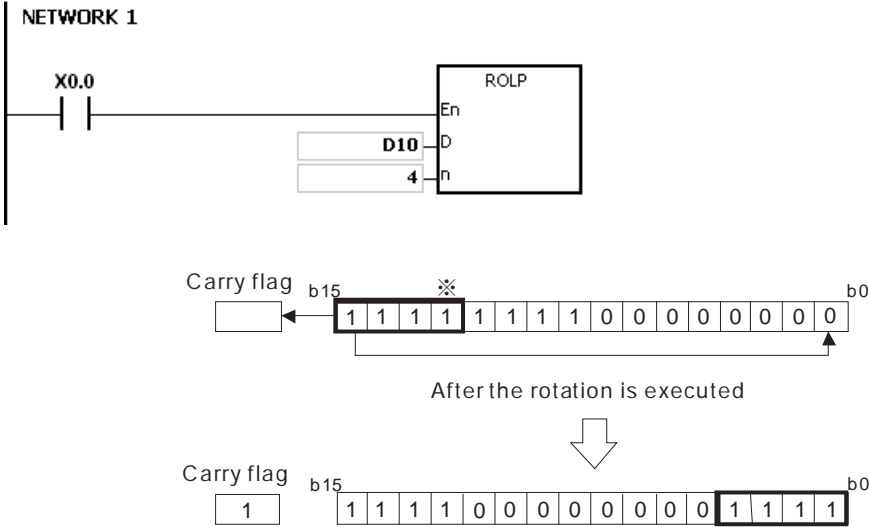 NETWORK 1
X0.0
ROLP
En
D10 D
4 n
Carry flag b15 ※ b0
1 1 1 1 1 1 1 1 0 0 0 0 0 0 0 0
After the rotation is executed
Carry flag b15 b0
1 1 1 1 1 0 0 0 0 0 0 0 0 1 1 1 1